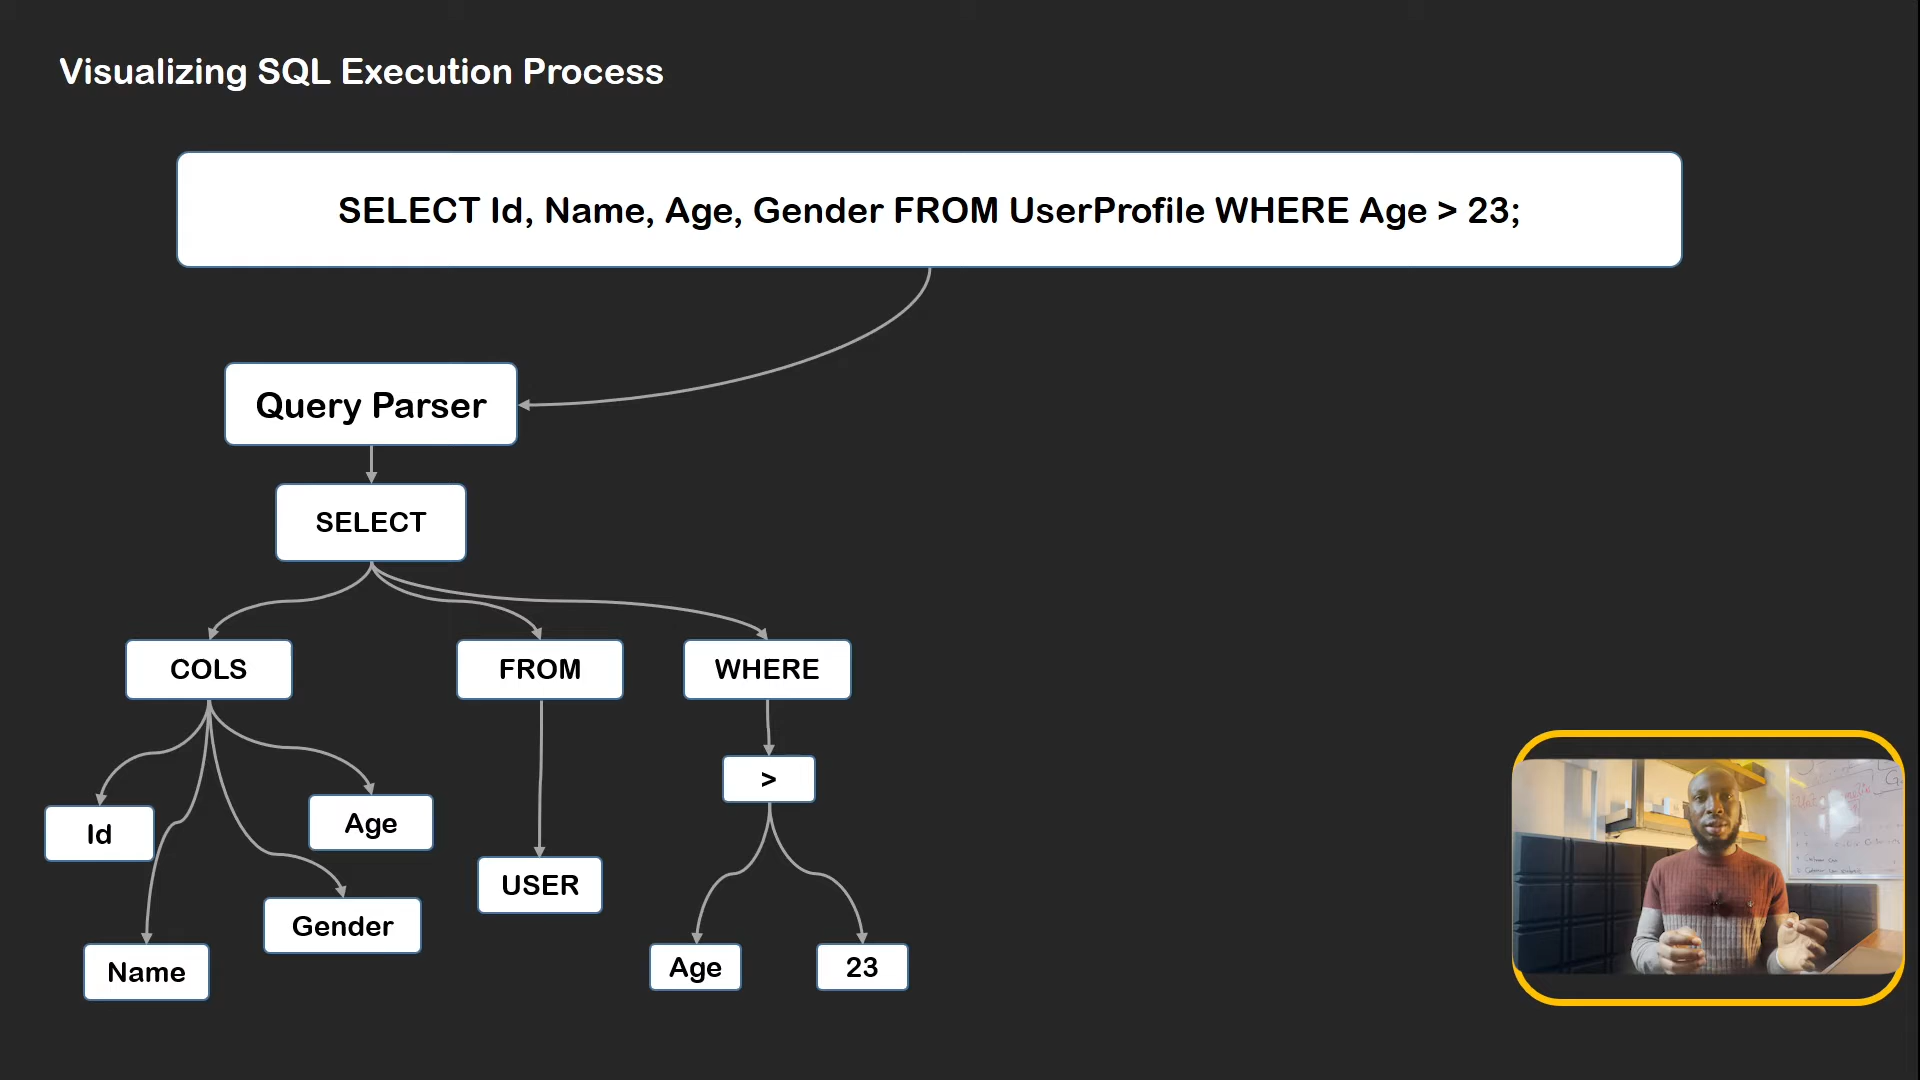 Visualizing SQL Execution Process
SELECT Id, Name, Age, Gender FROM UserProfile WHERE Age > 23;
Query Parser
SELECT
COLS
FROM
WHERE
>
Id
Age
USER
Gender
Name
Age
23